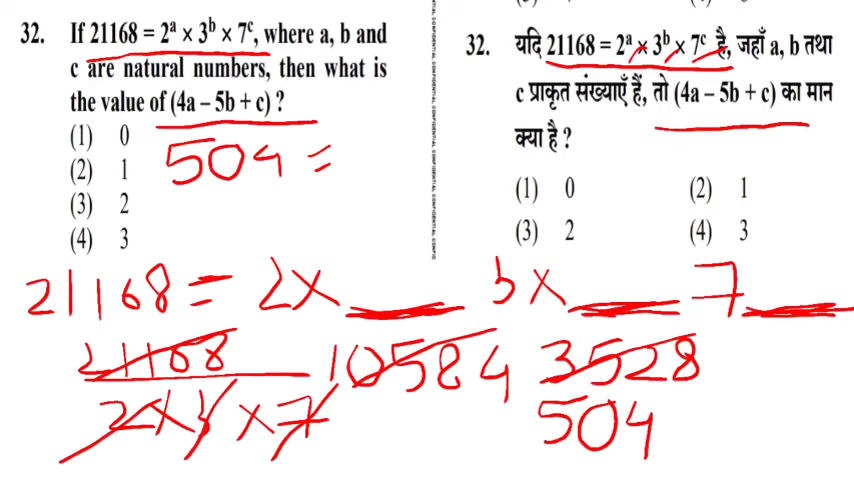 32. If 21168 = 2ᵃ × 3ᵇ × 7ᶜ, where a, b and
c are natural numbers, then what is
the value of (4a – 5b + c) ?
(1) 0
(2) 1
(3) 2
(4) 3
504 =
32. यदि 21168 = 2ᵃ × 3ᵇ × 7ᶜ है, जहाँ a, b तथा
c प्राकृत संख्याएँ हैं, तो (4a – 5b + c) का मान
क्या है ?
(1) 0 (2) 1
(3) 2 (4) 3
21168 = 2× 3× 7
21168 10584 3528
2×3×7 504